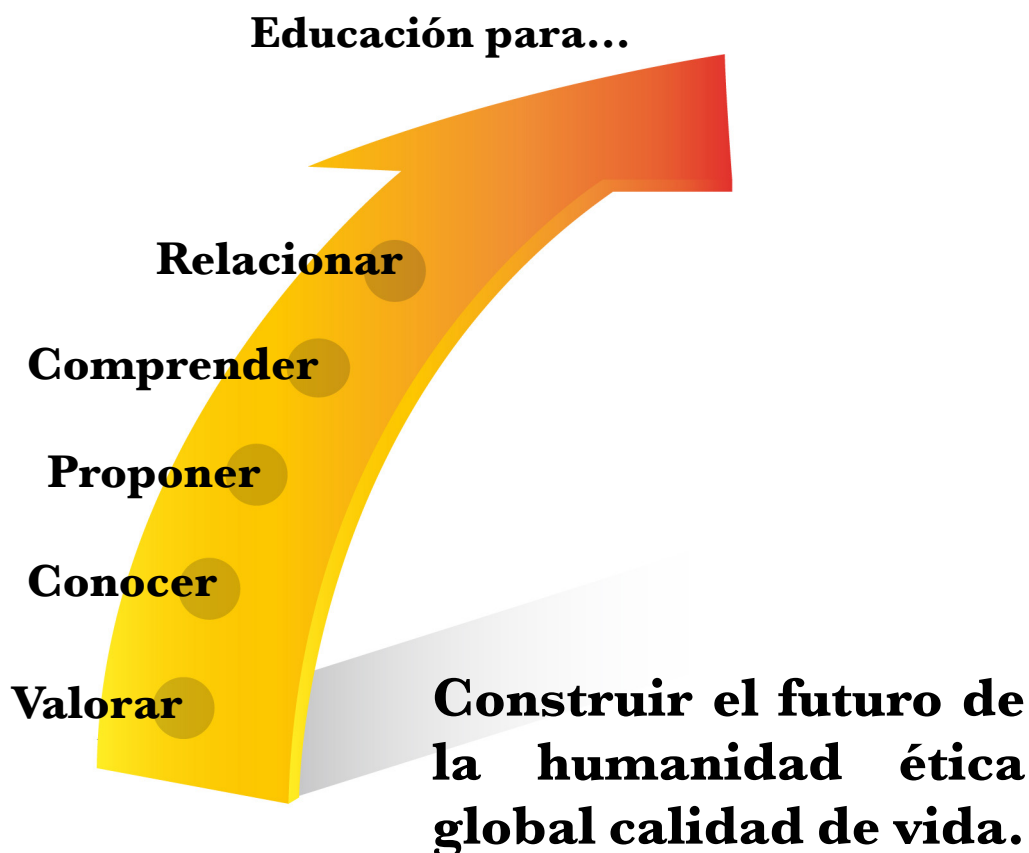 Educación para...
Relacionar
Comprender
Proponer
Conocer
Valorar
Construir el futuro de
la humanidad ética
global calidad de vida.